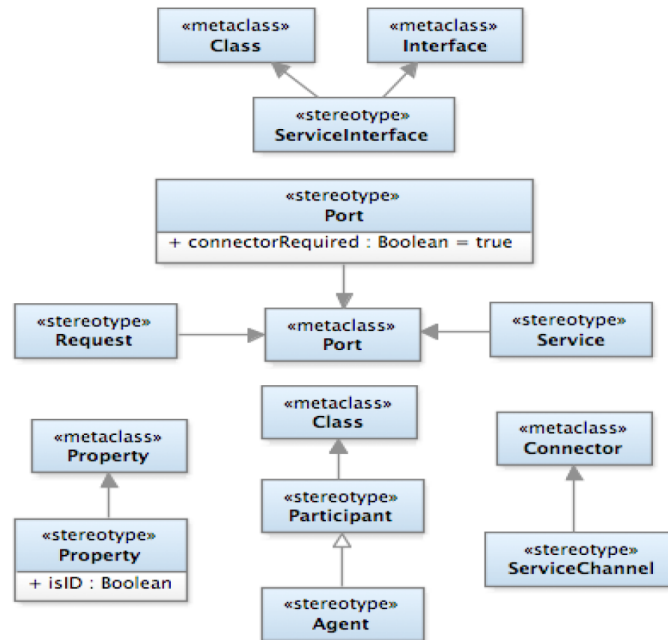 «metaclass»
Class
«metaclass»
Interface
«stereotype»
ServiceInterface
«stereotype»
Port
+ connectorRequired : Boolean = true
«stereotype»
Request
«metaclass»
Port
«stereotype»
Service
«metaclass»
Property
«metaclass»
Class
«metaclass»
Connector
«stereotype»
Property
+ isID : Boolean
«stereotype»
Participant
«stereotype»
ServiceChannel
«stereotype»
Agent